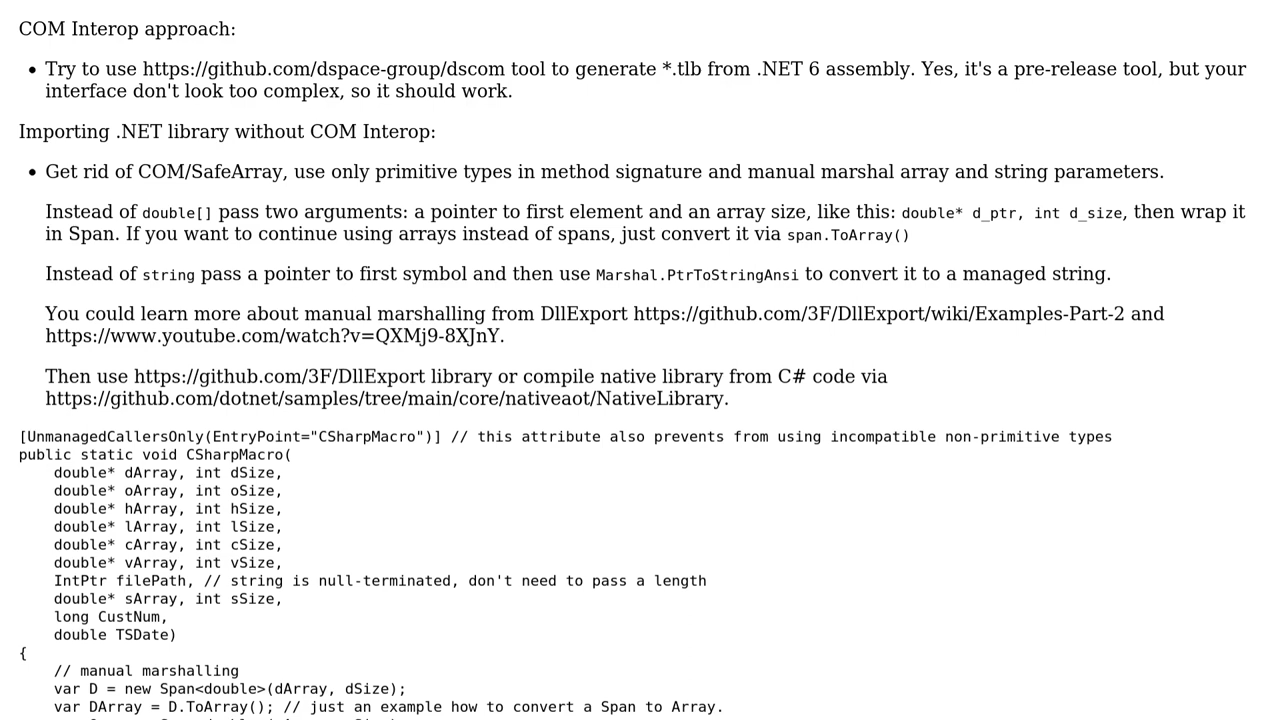 COM Interop approach:
• Try to use https://github.com/dspace-group/dscom tool to generate *.tlb from .NET 6 assembly. Yes, it's a pre-release tool, but your
interface don't look too complex, so it should work.
Importing .NET library without COM Interop:
• Get rid of COM/SafeArray, use only primitive types in method signature and manual marshal array and string parameters.
Instead of double[] pass two arguments: a pointer to first element and an array size, like this: double* d_ptr, int d_size, then wrap it
in Span. If you want to continue using arrays instead of spans, just convert it via span.ToArray()
Instead of string pass a pointer to first symbol and then use Marshal.PtrToStringAnsi to convert it to a managed string.
You could learn more about manual marshalling from DllExport https://github.com/3F/DllExport/wiki/Examples-Part-2 and
https://www.youtube.com/watch?v=QXMj9-8XJnY.
Then use https://github.com/3F/DllExport library or compile native library from C# code via
https://github.com/dotnet/samples/tree/main/core/nativeaot/NativeLibrary.
[UnmanagedCallersOnly(EntryPoint="CSharpMacro")] // this attribute also prevents from using incompatible non-primitive types
public static void CSharpMacro(
    double* dArray, int dSize,
    double* oArray, int oSize,
    double* hArray, int hSize,
    double* lArray, int lSize,
    double* cArray, int cSize,
    double* vArray, int vSize,
    IntPtr filePath, // string is null-terminated, don't need to pass a length
    double* sArray, int sSize,
    long CustNum,
    double TSDate)
{
    // manual marshalling
    var D = new Span<double>(dArray, dSize);
    var DArray = D.ToArray(); // just an example how to convert a Span to Array.